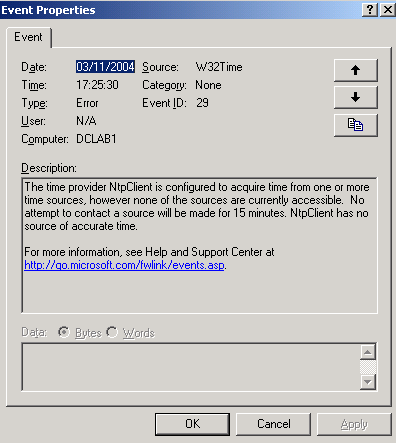 Event Properties
Event
Date: 03/11/2004 Source: W32Time
Time: 17:25:30 Category: None
Type: Error Event ID: 29
User: N/A
Computer: DCLAB1
Description:
The time provider NtpClient is configured to acquire time from one or more
time sources, however none of the sources are currently accessible. No
attempt to contact a source will be made for 15 minutes. NtpClient has no
source of accurate time.
For more information, see Help and Support Center at
http://go.microsoft.com/fwlink/events.asp.
Data: Bytes Words
OK Cancel Apply